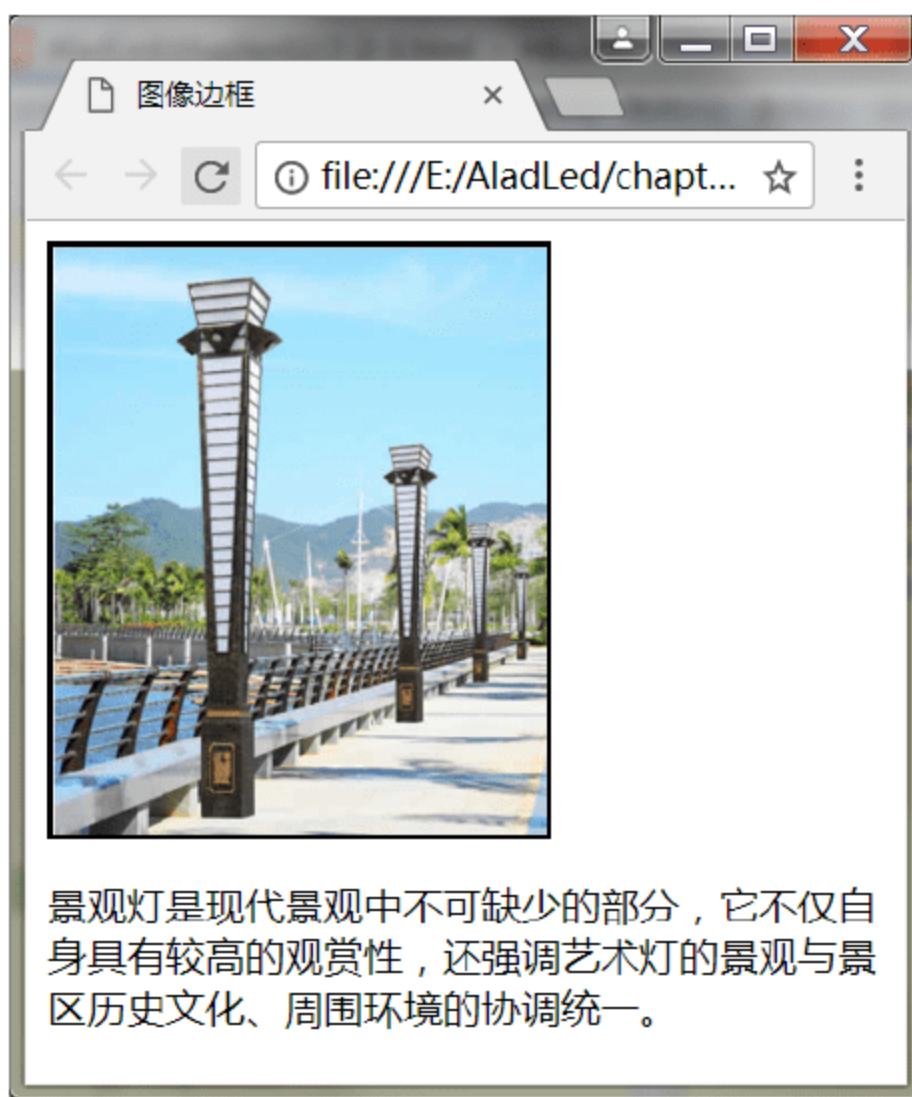 图像边框
file:///E:/AladLed/chapt...
景观灯是现代景观中不可缺少的部分，它不仅自
身具有较高的观赏性，还强调艺术灯的景观与景
区历史文化、周围环境的协调统一。